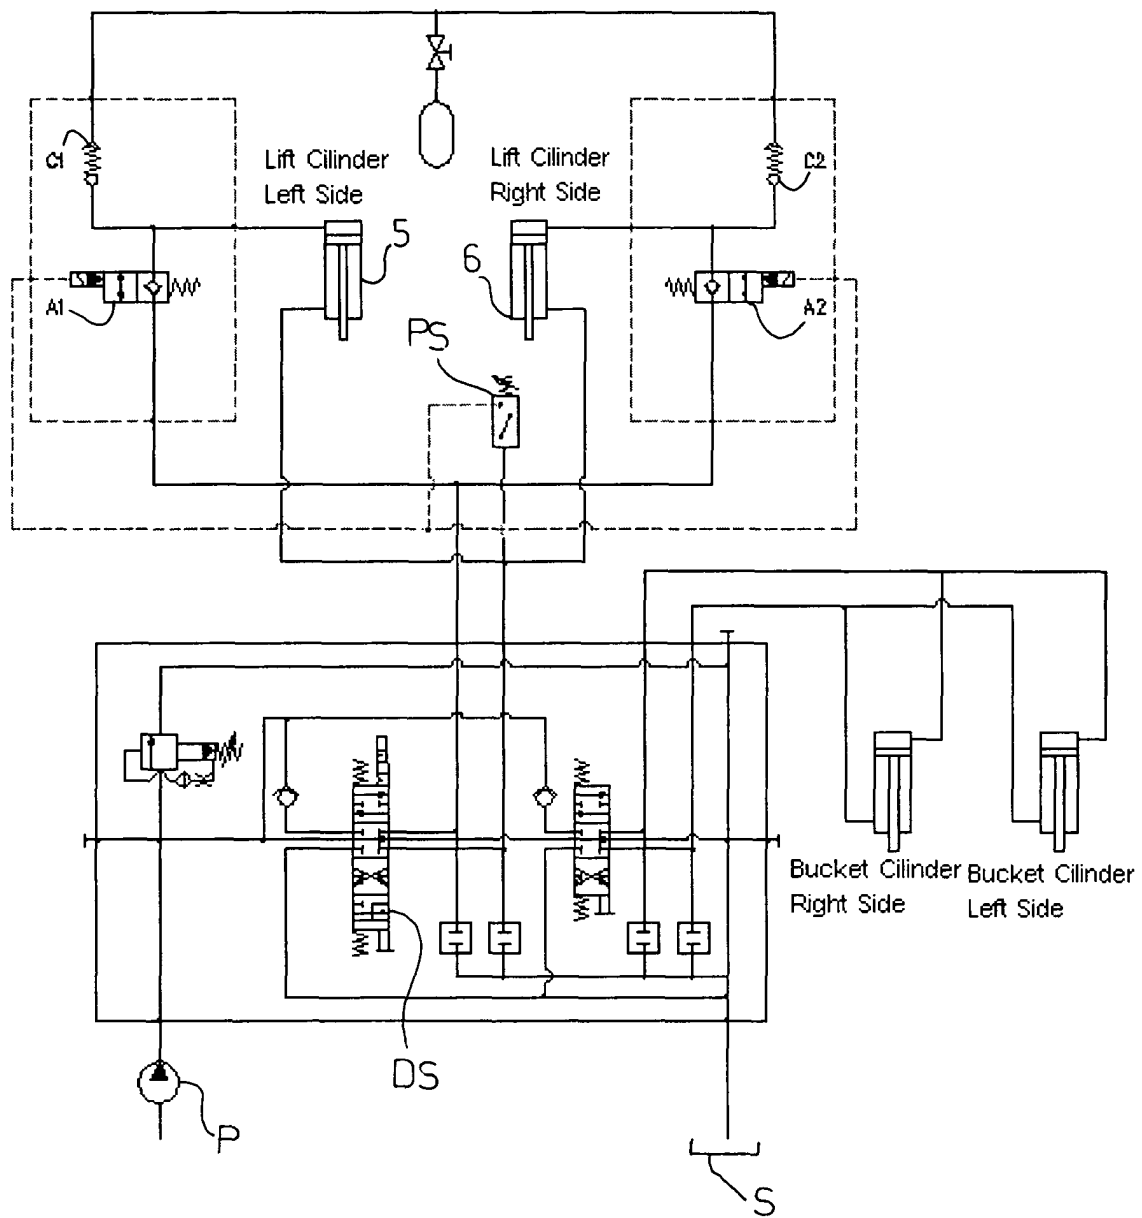 C1
Lift Cilinder
Left Side
Lift Cilinder
Right Side
C2
5
6
A1
A2
PS
Bucket Cilinder
Right Side
Bucket Cilinder
Left Side
DS
P
S